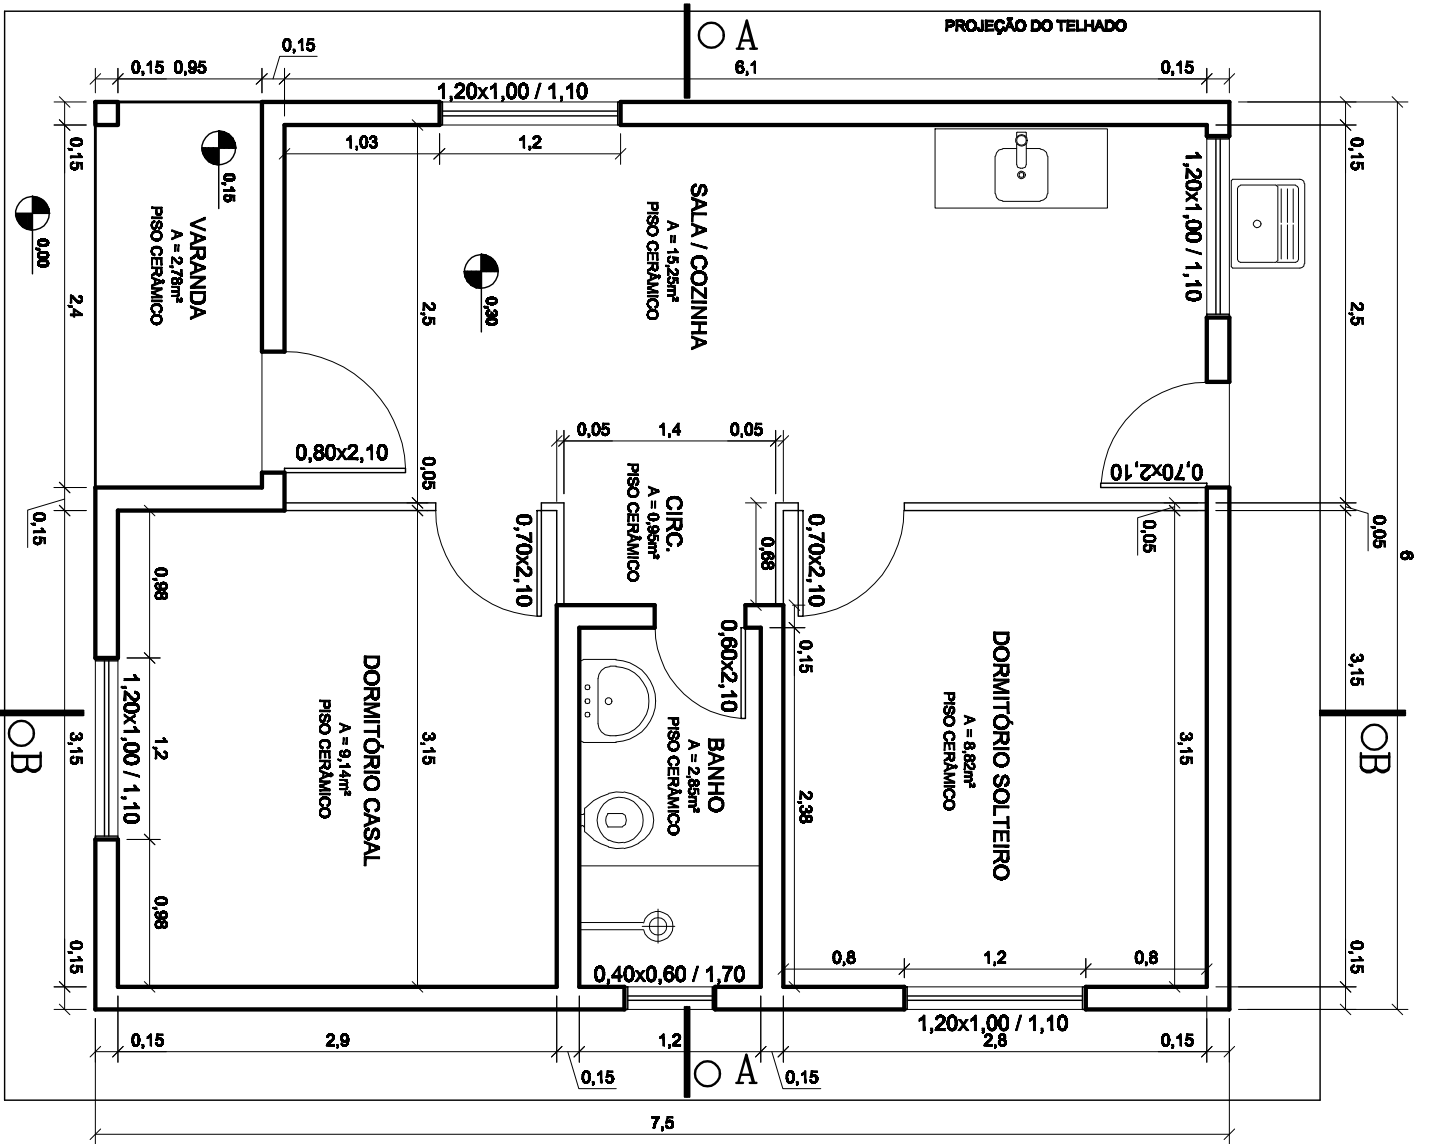 PROJEÇÃO DO TELHADO
A
0,15
0,15 0,95
6,1
0,15
1,20x1,00 / 1,10
1,03
1,2
0,15
0,15
0,15
0,00
2,4
VARANDA
A = 2,78m²
PISO CERÂMICO
0,30
2,5
SALA / COZINHA
A = 15,25m²
PISO CERÂMICO
1,20x1,00 / 1,10
2,5
0,80x2,10
0,05
0,05
1,4
0,05
0,70x2,10
0,05
0,05
6
0,15
CIRC.
A = 0,95m²
PISO CERÂMICO
0,70x2,10
0,68
0,70x2,10
0,98
0,60x2,10
0,15
3,15
DORMITÓRIO CASAL
A = 9,14m²
PISO CERÂMICO
3,15
BANHO
A = 2,85m²
PISO CERÂMICO
DORMITÓRIO SOLTEIRO
A = 8,82m²
PISO CERÂMICO
3,15
B
B
1,20x1,00 / 1,10
1,2
3,15
2,38
0,98
0,15
0,15
0,40x0,60 / 1,70
0,8
1,2
0,8
1,20x1,00 / 1,10
0,15
2,9
0,15
1,2
0,15
2,8
0,15
A
7,5